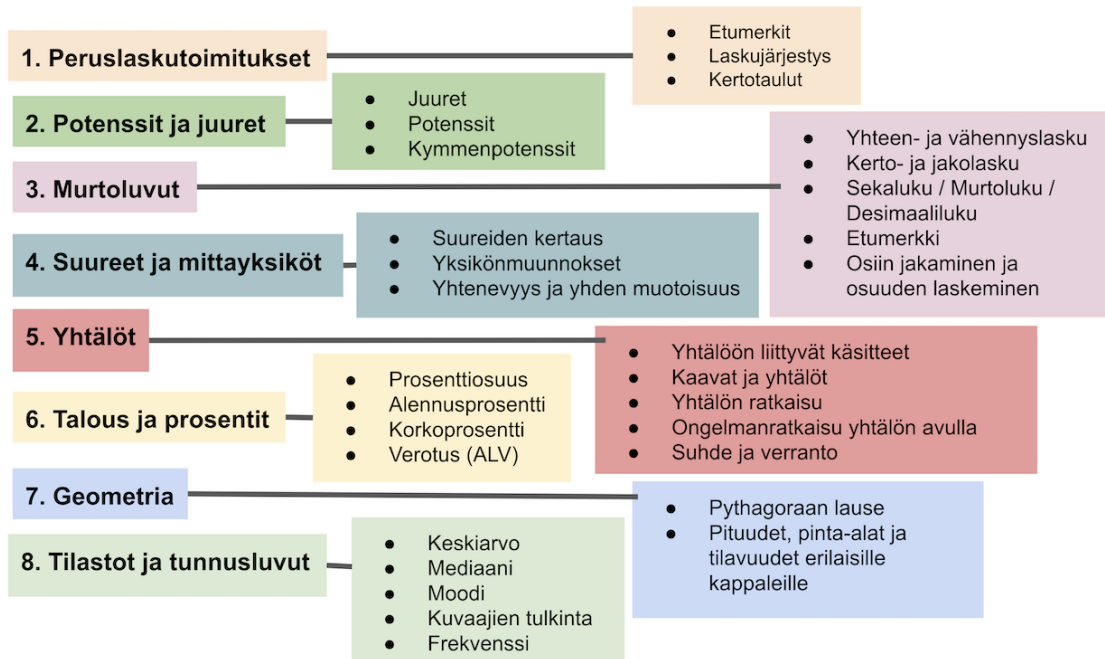 1. Peruslaskutoimitukset
● Etumerkit
● Laskujärjestys
● Kertotaulut
2. Potenssit ja juuret
● Juuret
● Potenssit
● Kymmenpotenssit
3. Murtoluvut
● Yhteen- ja vähennyslasku
● Kerto- ja jakolasku
● Sekaluku / Murtoluku /
Desimaaliluku
● Etumerkki
● Osiin jakaminen ja
osuuden laskeminen
4. Suureet ja mittayksiköt
● Suureiden kertaus
● Yksikönmuunnokset
● Yhtenevyys ja yhden muotoisuus
5. Yhtälöt
● Yhtälöön liittyvät käsitteet
● Kaavat ja yhtälöt
● Yhtälön ratkaisu
● Ongelmanratkaisu yhtälön avulla
● Suhde ja verranto
6. Talous ja prosentit
● Prosenttiosuus
● Alennusprosentti
● Korkoprosentti
● Verotus (ALV)
7. Geometria
● Pythagoraan lause
● Pituudet, pinta-alat ja
tilavuudet erilaisille
kappaleille
8. Tilastot ja tunnusluvut
● Keskiarvo
● Mediaani
● Moodi
● Kuvaajien tulkinta
● Frekvenssi